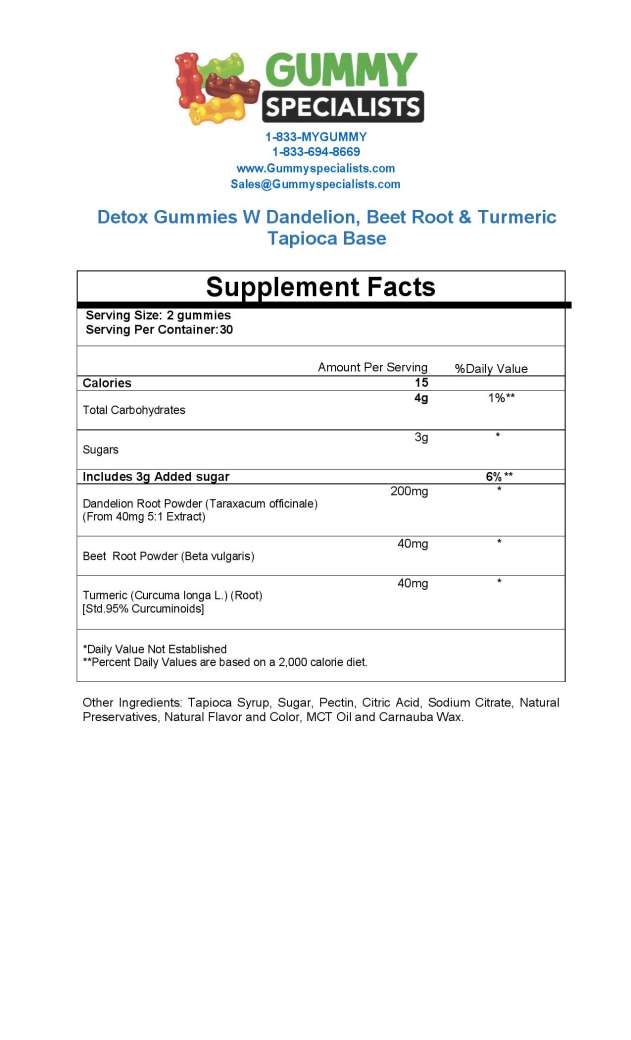 GUMMY
SPECIALISTS
1-833-MYGUMMY
1-833-694-8669
www.Gummyspecialists.com
Sales@Gummyspecialists.com
Detox Gummies W Dandelion, Beet Root & Turmeric
Tapioca Base
Supplement Facts
Serving Size: 2 gummies
Serving Per Container:30
Amount Per Serving %Daily Value
Calories 15
Total Carbohydrates 4g 1%**
Sugars 3g *
Includes 3g Added sugar 6%**
Dandelion Root Powder (Taraxacum officinale) 200mg *
(From 40mg 5:1 Extract)
Beet Root Powder (Beta vulgaris) 40mg *
Turmeric (Curcuma longa L.) (Root) 40mg *
[Std.95% Curcuminoids]
*Daily Value Not Established
**Percent Daily Values are based on a 2,000 calorie diet.
Other Ingredients: Tapioca Syrup, Sugar, Pectin, Citric Acid, Sodium Citrate, Natural
Preservatives, Natural Flavor and Color, MCT Oil and Carnauba Wax.